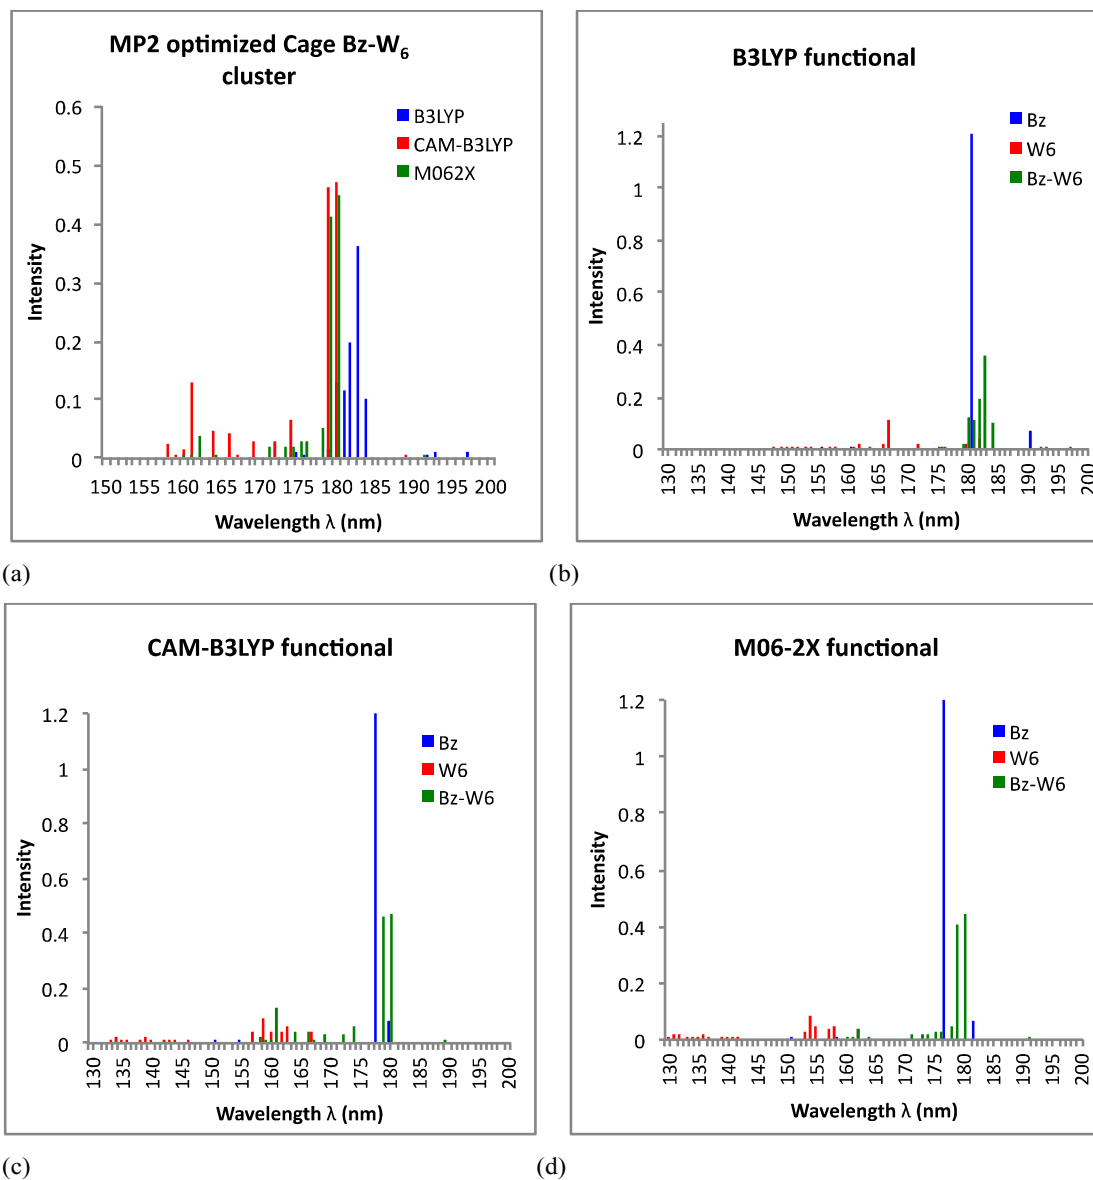 MP2 optimized Cage Bz-W6
cluster
0.6
0.5
0.4
0.3
0.2
0.1
0
Intensity
B3LYP
CAM-B3LYP
M062X
150 155 160 165 170 175 180 185 190 195 200
Wavelength λ (nm)
(a)
B3LYP functional
1.2
1
0.8
0.6
0.4
0.2
0
Intensity
Bz
W6
Bz-W6
130 135 140 145 150 155 160 165 170 175 180 185 190 195 200
Wavelength λ (nm)
(b)
CAM-B3LYP functional
1.2
1
0.8
0.6
0.4
0.2
0
Intensity
Bz
W6
Bz-W6
130 135 140 145 150 155 160 165 170 175 180 185 190 195 200
Wavelength λ (nm)
(c)
M06-2X functional
1.2
1
0.8
0.6
0.4
0.2
0
Intensity
Bz
W6
Bz-W6
130 135 140 145 150 155 160 165 170 175 180 185 190 195 200
Wavelength λ (nm)
(d)